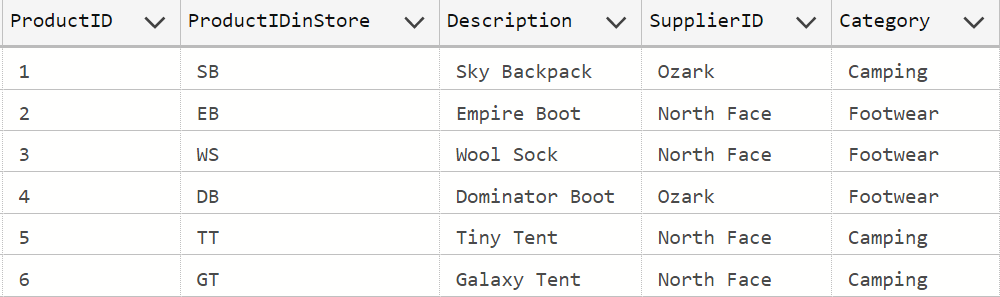 ProductID ProductIDinStore Description SupplierID Category
1 SB Sky Backpack Ozark Camping
2 EB Empire Boot North Face Footwear
3 WS Wool Sock North Face Footwear
4 DB Dominator Boot Ozark Footwear
5 TT Tiny Tent North Face Camping
6 GT Galaxy Tent North Face Camping